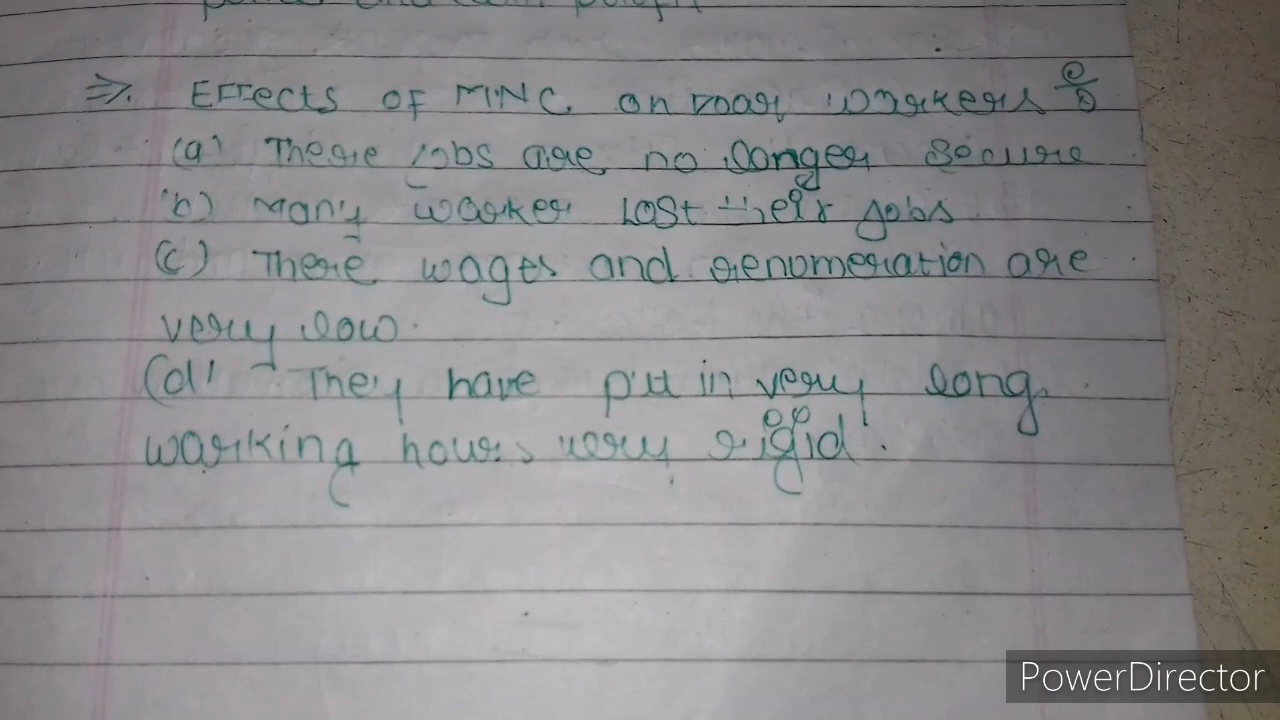 ⇒ Effects of MNC on poor workers :-
(a) There jobs are no longer secure
(b) Many worker Lost their jobs
(c) There wages and renumeration are
very low.
(d) They have put in very long
working hours very rigid.
PowerDirector